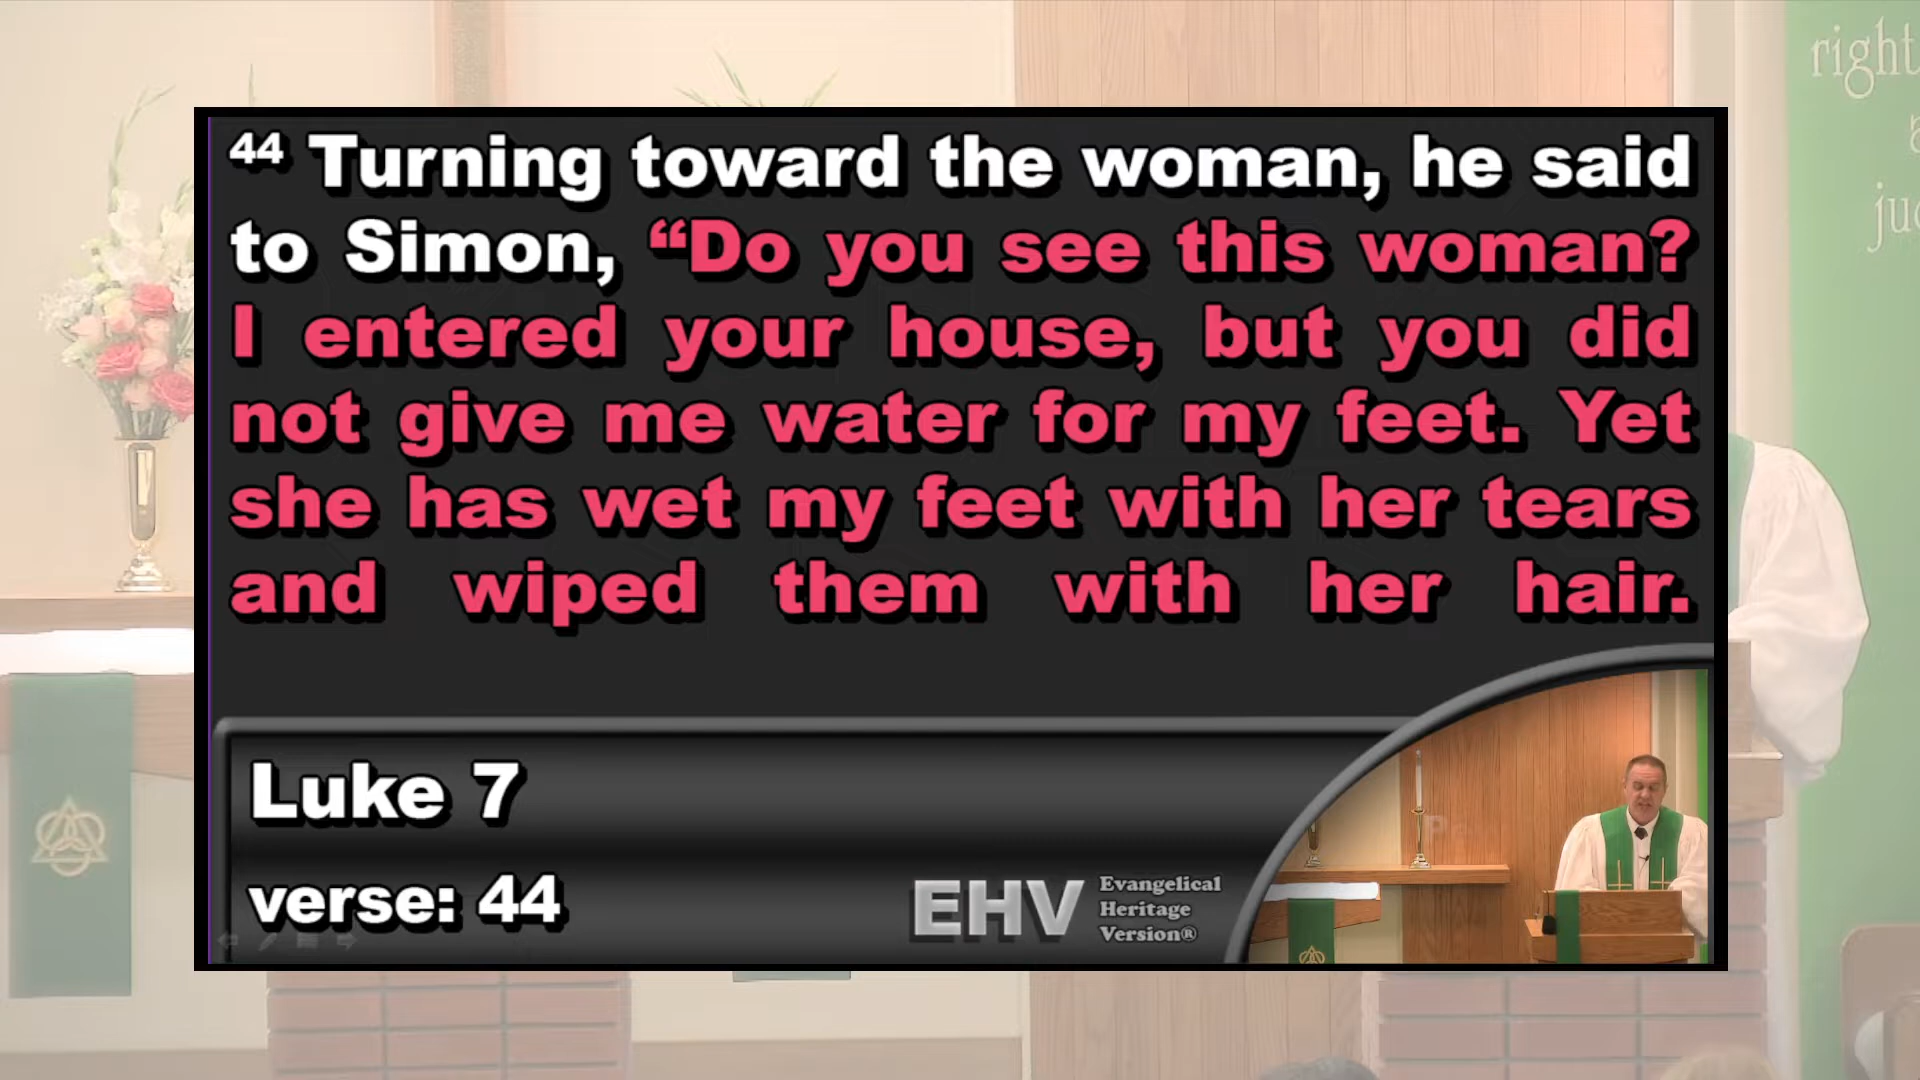 right
juc
44 Turning toward the woman, he said
to Simon, “Do you see this woman?
I entered your house, but you did
not give me water for my feet. Yet
she has wet my feet with her tears
and wiped them with her hair.
Luke 7
verse: 44
EHV
Evangelical
Heritage
Version®